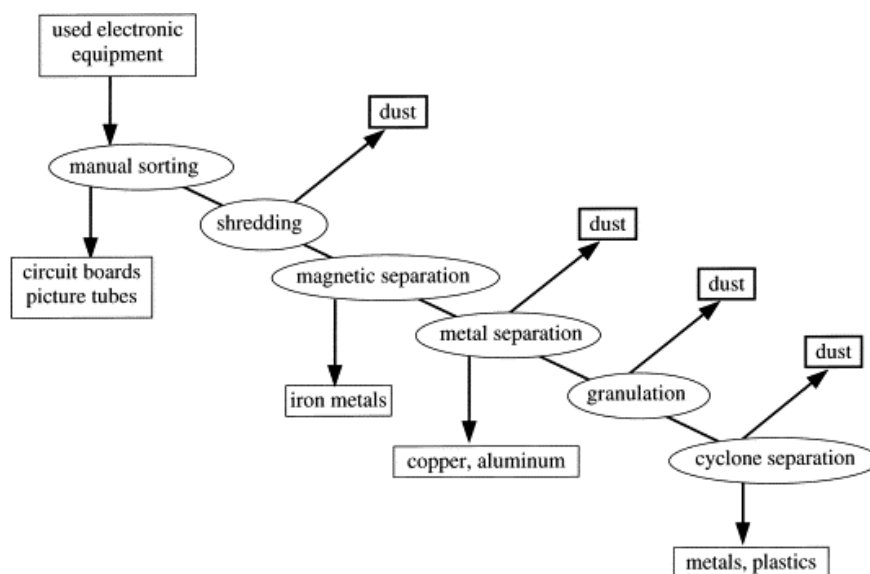 used electronic
equipment
dust
manual sorting
shredding
dust
circuit boards
picture tubes
magnetic separation
dust
metal separation
dust
iron metals
granulation
copper, aluminum
cyclone separation
metals, plastics